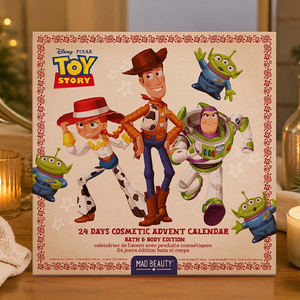 Disney · PIXAR
TOY
STORY
24 DAYS COSMETIC ADVENT CALENDAR
BATH & BODY EDITION
calendrier de l'avent avec produits cosmétiques
24 jours édition bain et corps
MAD BEAUTY